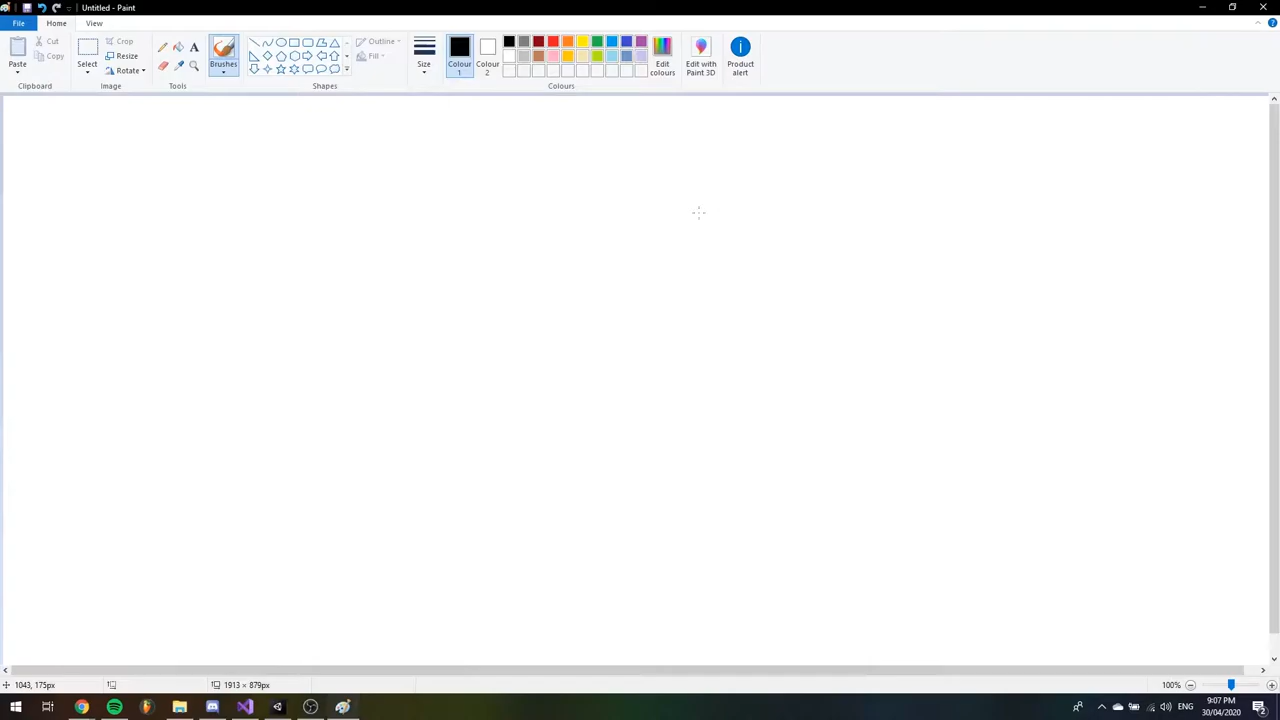 Untitled - Paint
File Home View
Paste
Cut
Copy
Clipboard
Select
Crop
Resize
Rotate
Image
A
Tools
Brushes
Shapes
Outline
Fill
Size
Colour 1
Colour 2
Colours
Edit colours
Edit with Paint 3D
Product alert
1043, 175px
1913 × 879px
100%
ENG
9:07 PM
30/04/2020
2